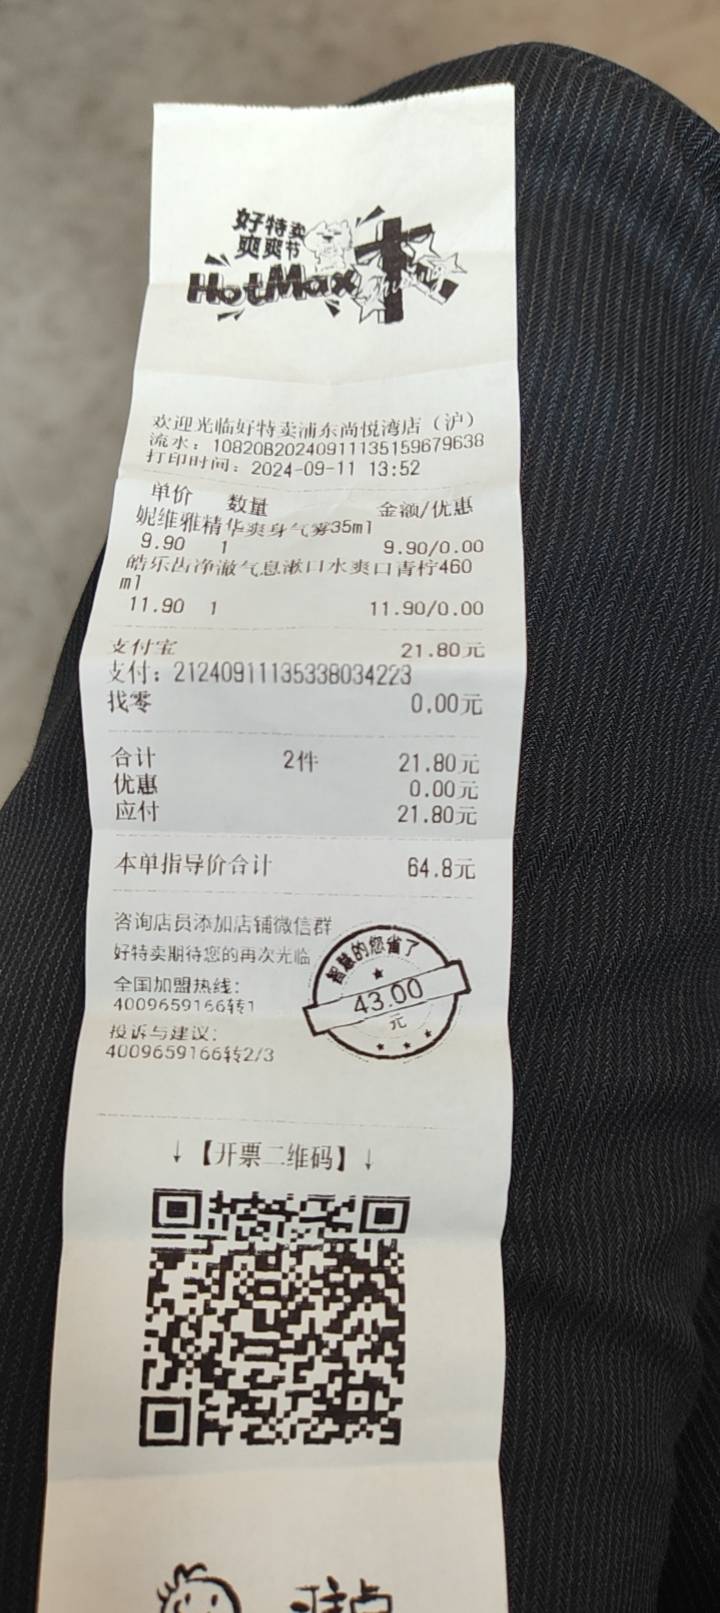 好特卖
爽爽节
HotMax
欢迎光临好特卖浦东尚悦湾店（沪）
流水：10820B20240911135159679638
打印时间：2024-09-11 13:52
单价 数量 金额/优惠
妮维雅精华爽身气雾35ml
9.90 1 9.90/0.00
皓乐齿净澈气息漱口水爽口青柠460
ml
11.90 1 11.90/0.00
支付宝 21.80元
支付：21240911135338034223
找零 0.00元
合计 2件 21.80元
优惠 0.00元
应付 21.80元
本单指导价合计 64.8元
咨询店员添加店铺微信群
好特卖期待您的再次光临
智慧的您省了
43.00
元
全国加盟热线：
4009659166转1
投诉与建议：
4009659166转2/3
↓【开票二维码】↓